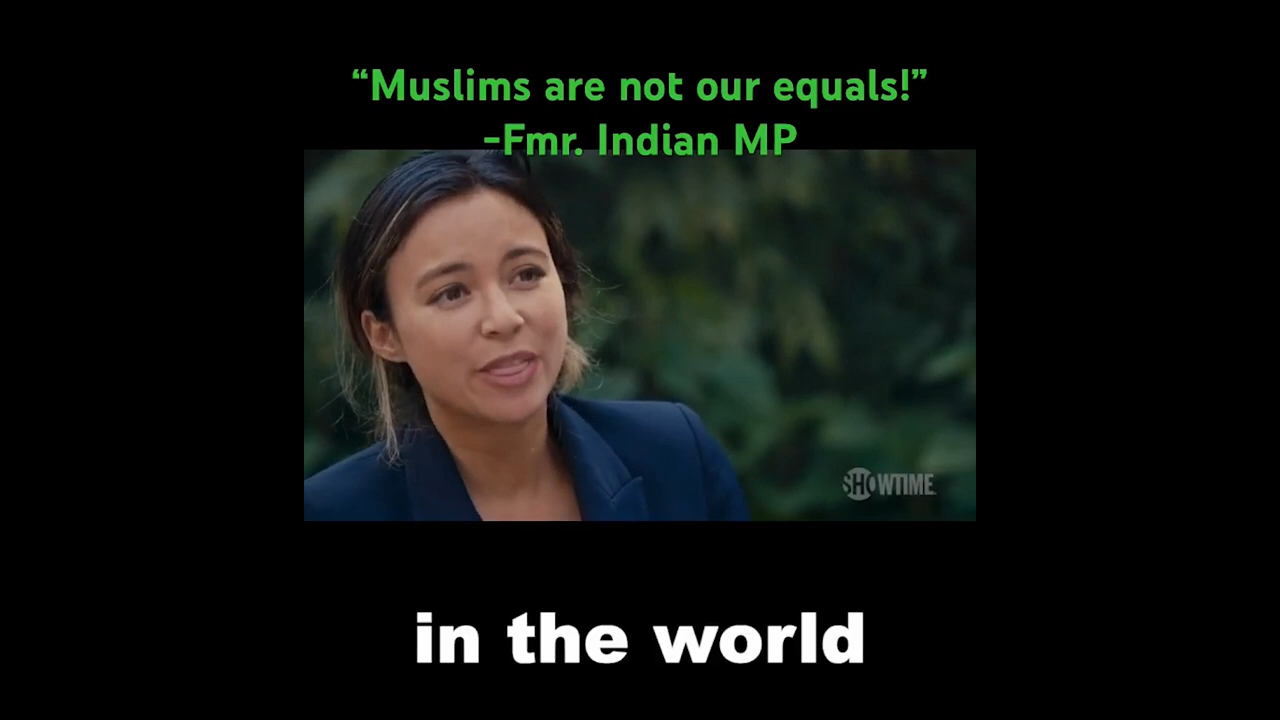 “Muslims are not our equals!”
-Fmr. Indian MP
SHOWTIME
in the world